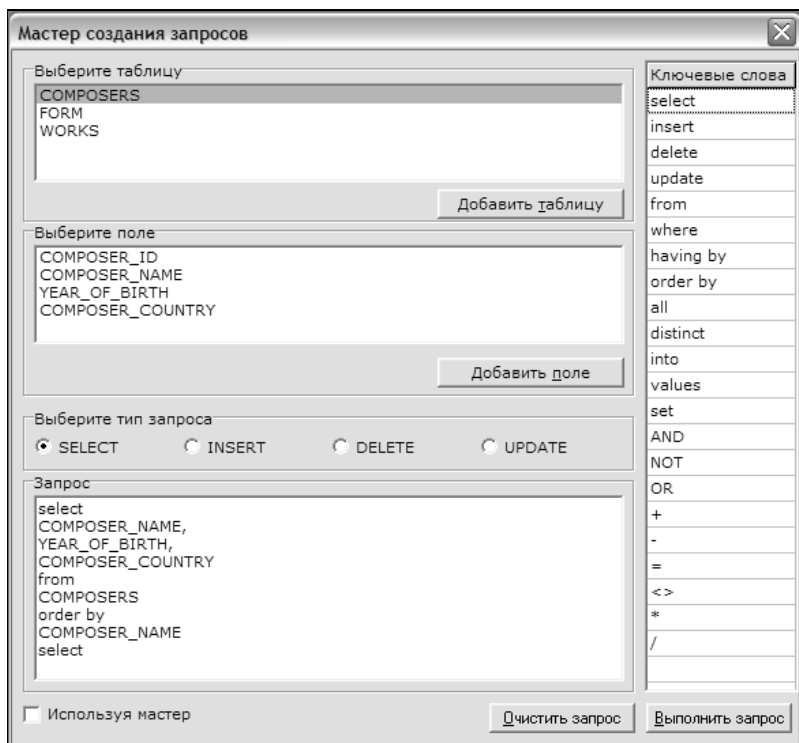 Мастер создания запросов
Выберите таблицу
COMPOSERS
FORM
WORKS
Добавить таблицу
Выберите поле
COMPOSER_ID
COMPOSER_NAME
YEAR_OF_BIRTH
COMPOSER_COUNTRY
Добавить поле
Выберите тип запроса
SELECT INSERT DELETE UPDATE
Запрос
select
COMPOSER_NAME,
YEAR_OF_BIRTH,
COMPOSER_COUNTRY
from
COMPOSERS
order by
COMPOSER_NAME
select
Используя мастер
Очистить запрос
Выполнить запрос
Ключевые слова
select
insert
delete
update
from
where
having by
order by
all
distinct
into
values
set
AND
NOT
OR
+
-
=
<>
*
/